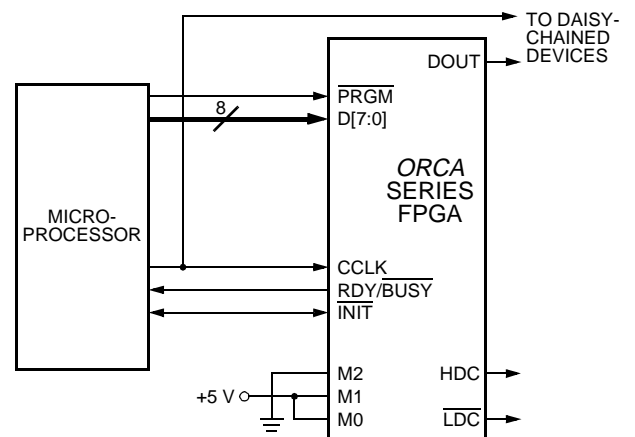 TO DAISY-
CHAINED
DEVICES
DOUT
PRGM
8
D[7:0]
ORCA
SERIES
FPGA
MICRO-
PROCESSOR
CCLK
RDY/BUSY
INIT
M2
HDC
+5 V
M1
M0
LDC